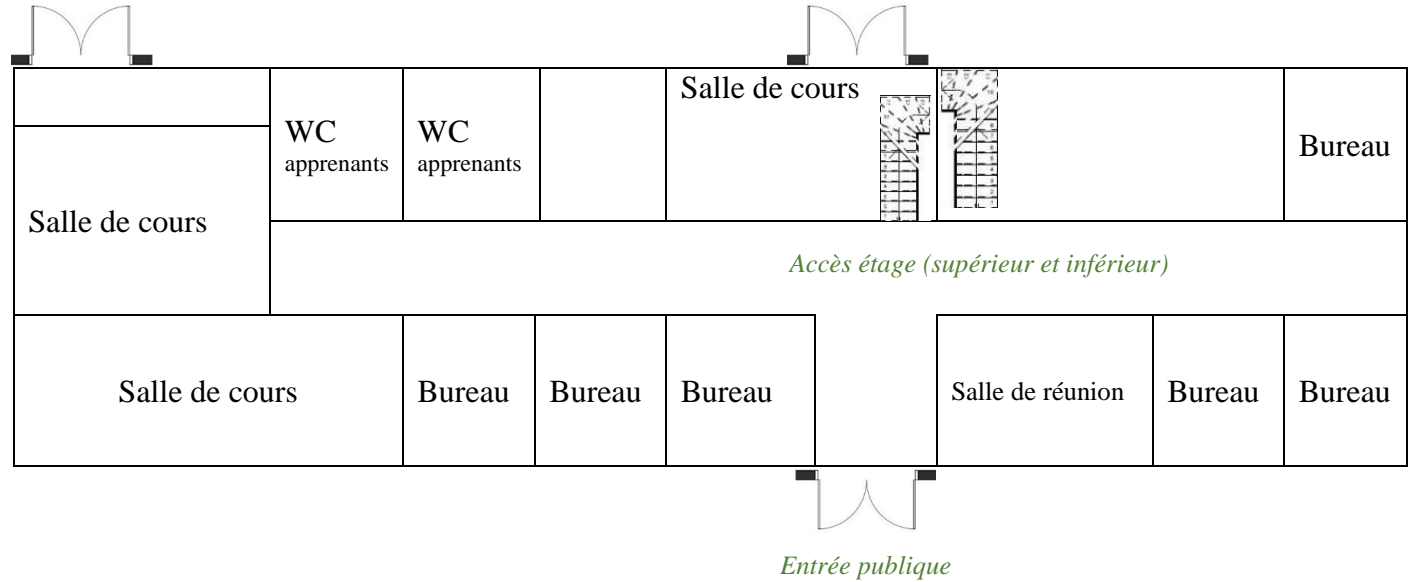 Salle de cours
WC
apprenants
WC
apprenants
Bureau
Salle de cours
Accès étage (supérieur et inférieur)
Salle de cours
Bureau
Bureau
Bureau
Salle de réunion
Bureau
Bureau
Entrée publique